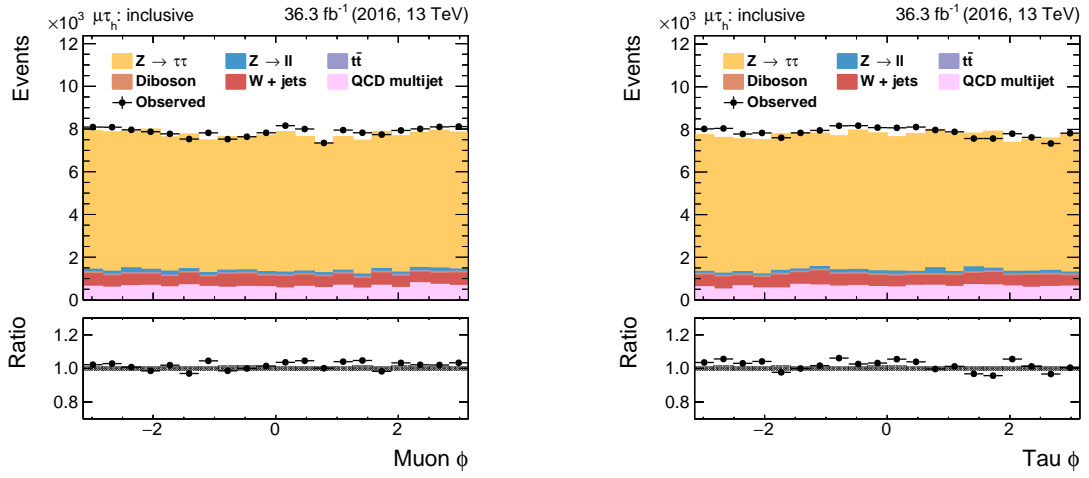 ×10³ μτₕ: inclusive 36.3 fb⁻¹ (2016, 13 TeV)
Events
12
10
8
6
4
2
0
Z → ττ Z → ll tt̄
Diboson W + jets QCD multijet
Observed
Ratio
1.2
1.0
0.8
−2 0 2
Muon ϕ
×10³ μτₕ: inclusive 36.3 fb⁻¹ (2016, 13 TeV)
Events
12
10
8
6
4
2
0
Z → ττ Z → ll tt̄
Diboson W + jets QCD multijet
Observed
Ratio
1.2
1.0
0.8
−2 0 2
Tau ϕ